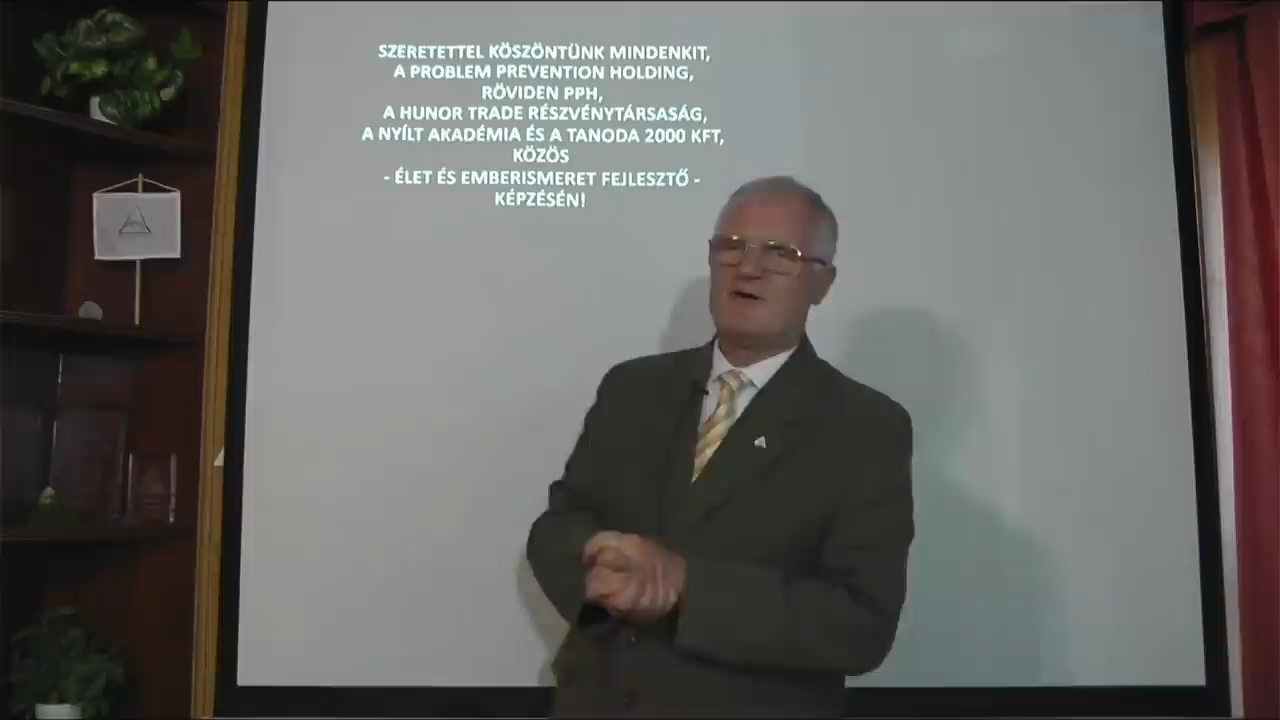 SZERETETTEL KÖSZÖNTÜNK MINDENKIT,
A PROBLEM PREVENTION HOLDING,
RÖVIDEN PPH,
A HUNOR TRADE RÉSZVÉNYTÁRSASÁG,
A NYÍLT AKADÉMIA ÉS A TANODA 2000 KFT,
KÖZÖS
- ÉLET ÉS EMBERISMERET FEJLESZTŐ -
KÉPZÉSÉN!